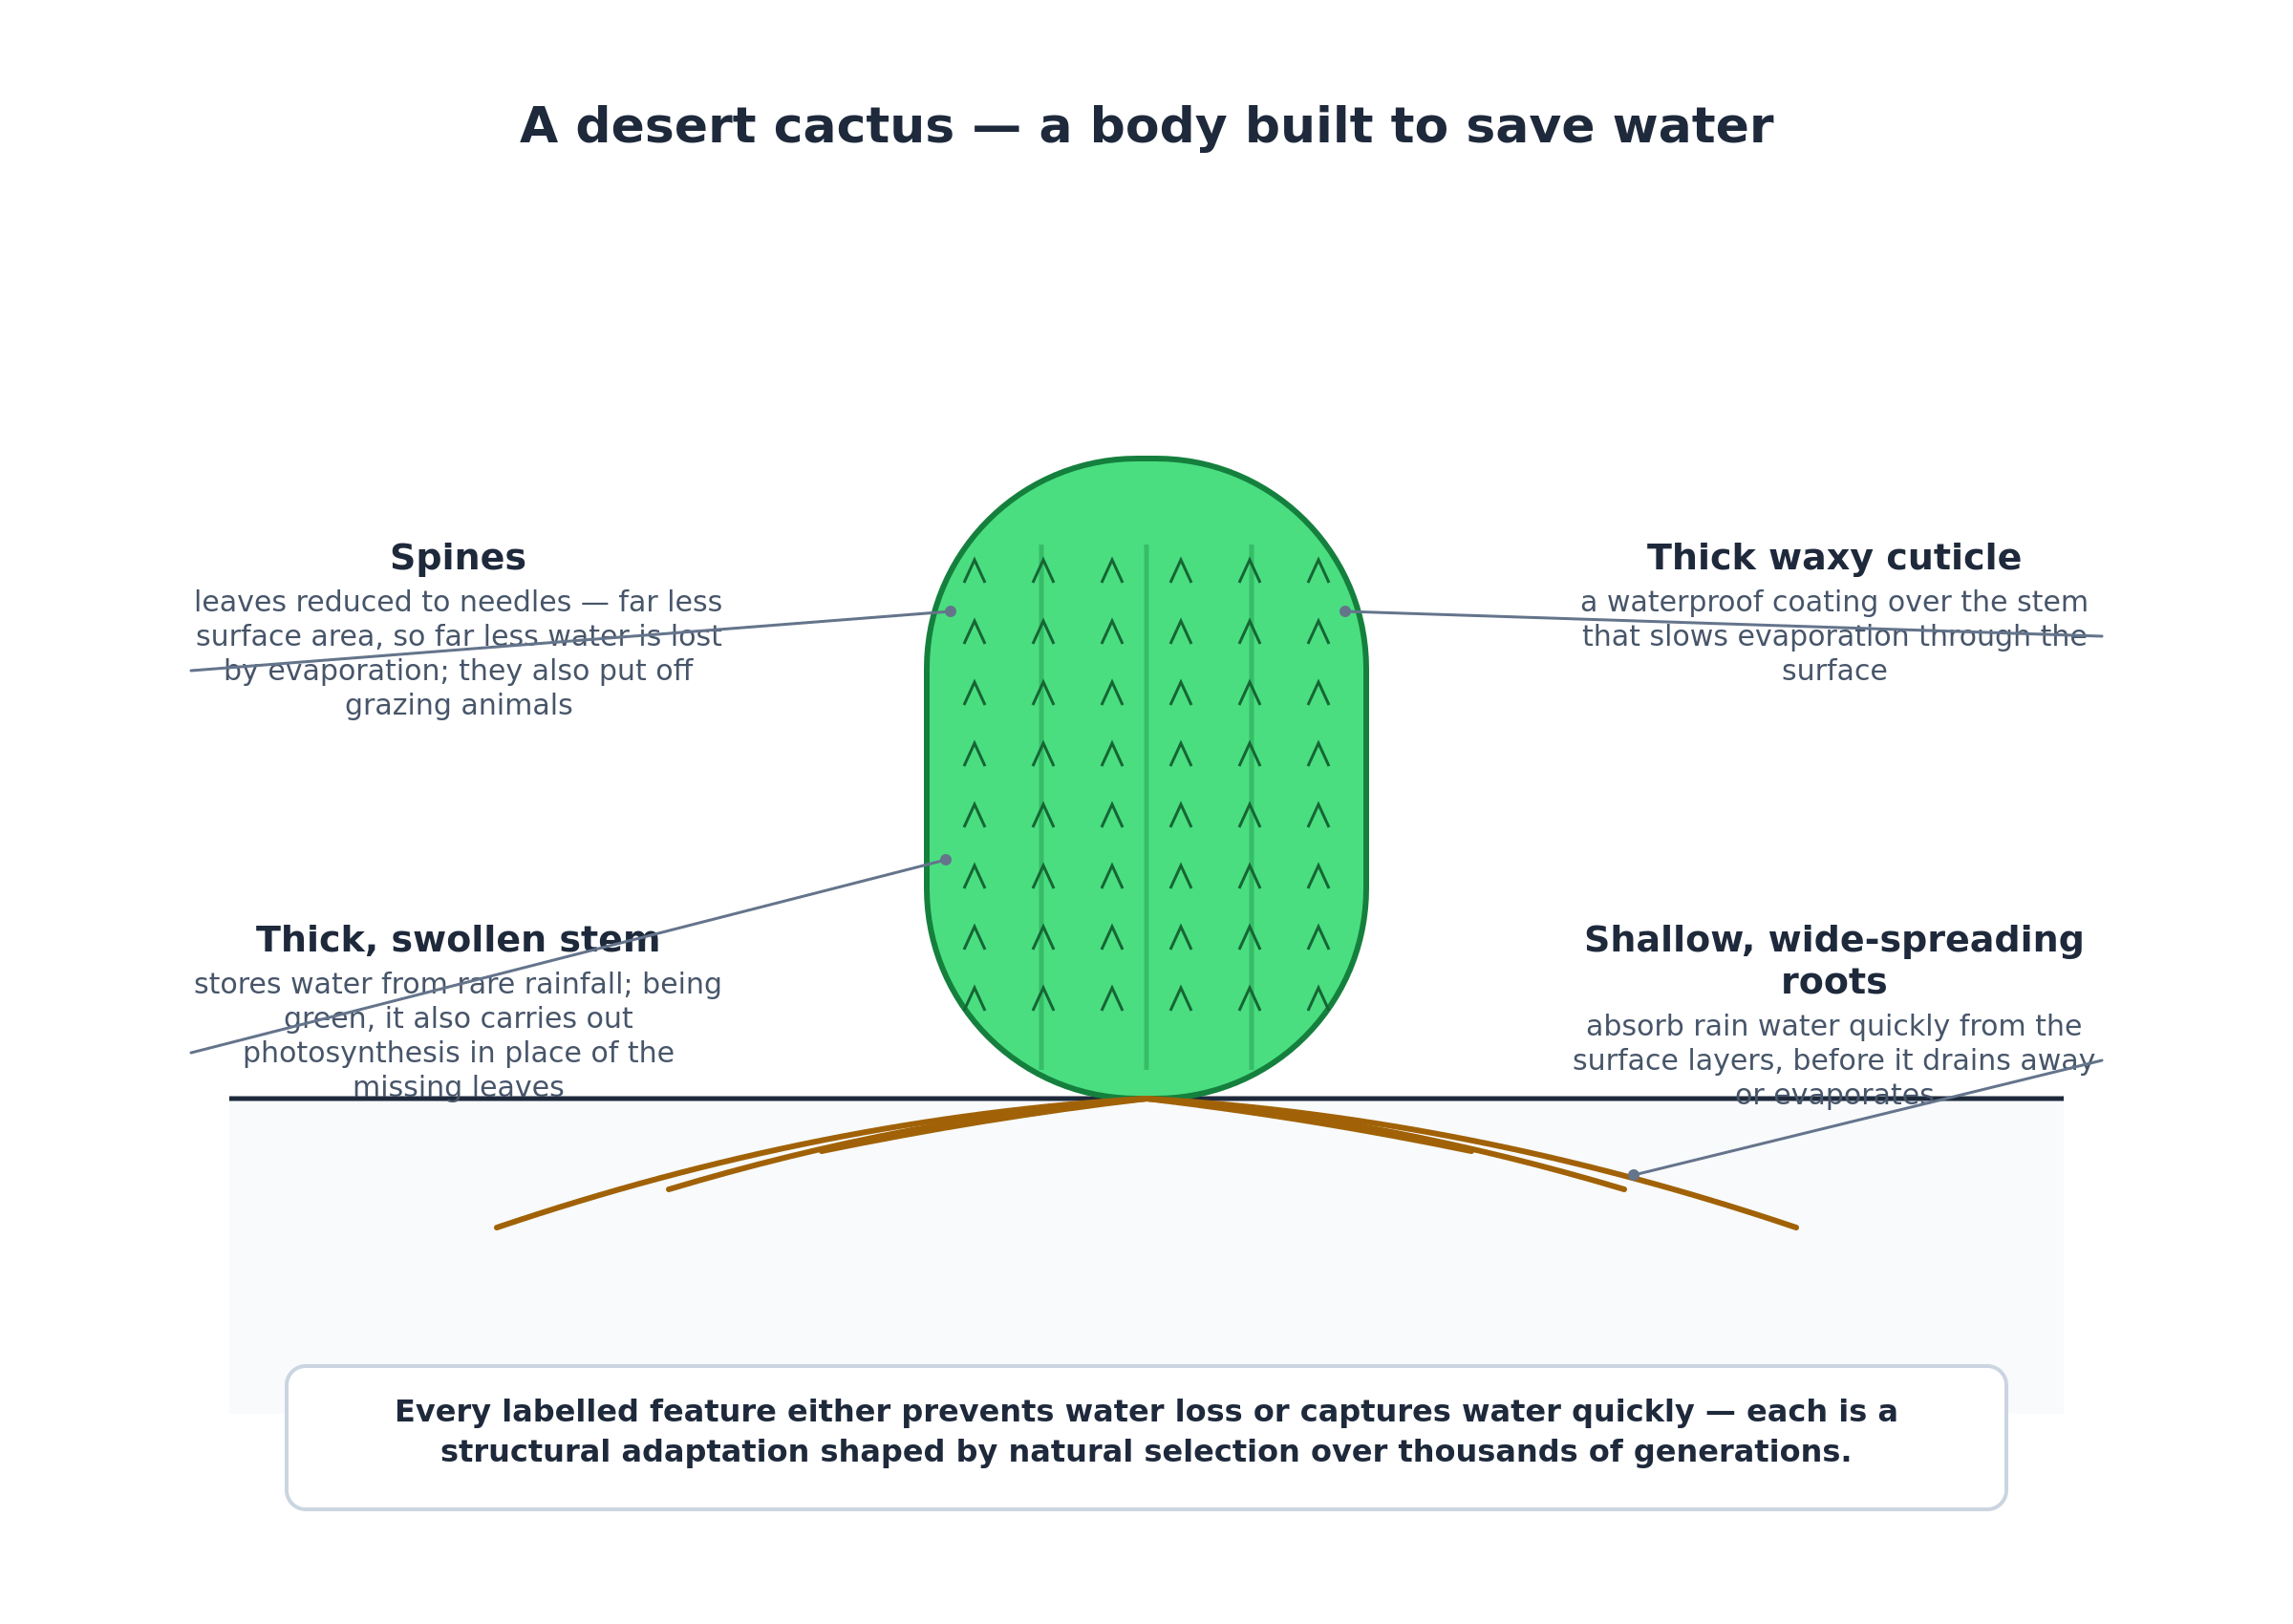 A desert cactus — a body built to save water
Spines
leaves reduced to needles — far less
surface area, so far less water is lost
by evaporation; they also put off
grazing animals
Thick waxy cuticle
a waterproof coating over the stem
that slows evaporation through the
surface
Thick, swollen stem
stores water from rare rainfall; being
green, it also carries out
photosynthesis in place of the
missing leaves
Shallow, wide-spreading
roots
absorb rain water quickly from the
surface layers, before it drains away
or evaporates
Every labelled feature either prevents water loss or captures water quickly — each is a
structural adaptation shaped by natural selection over thousands of generations.